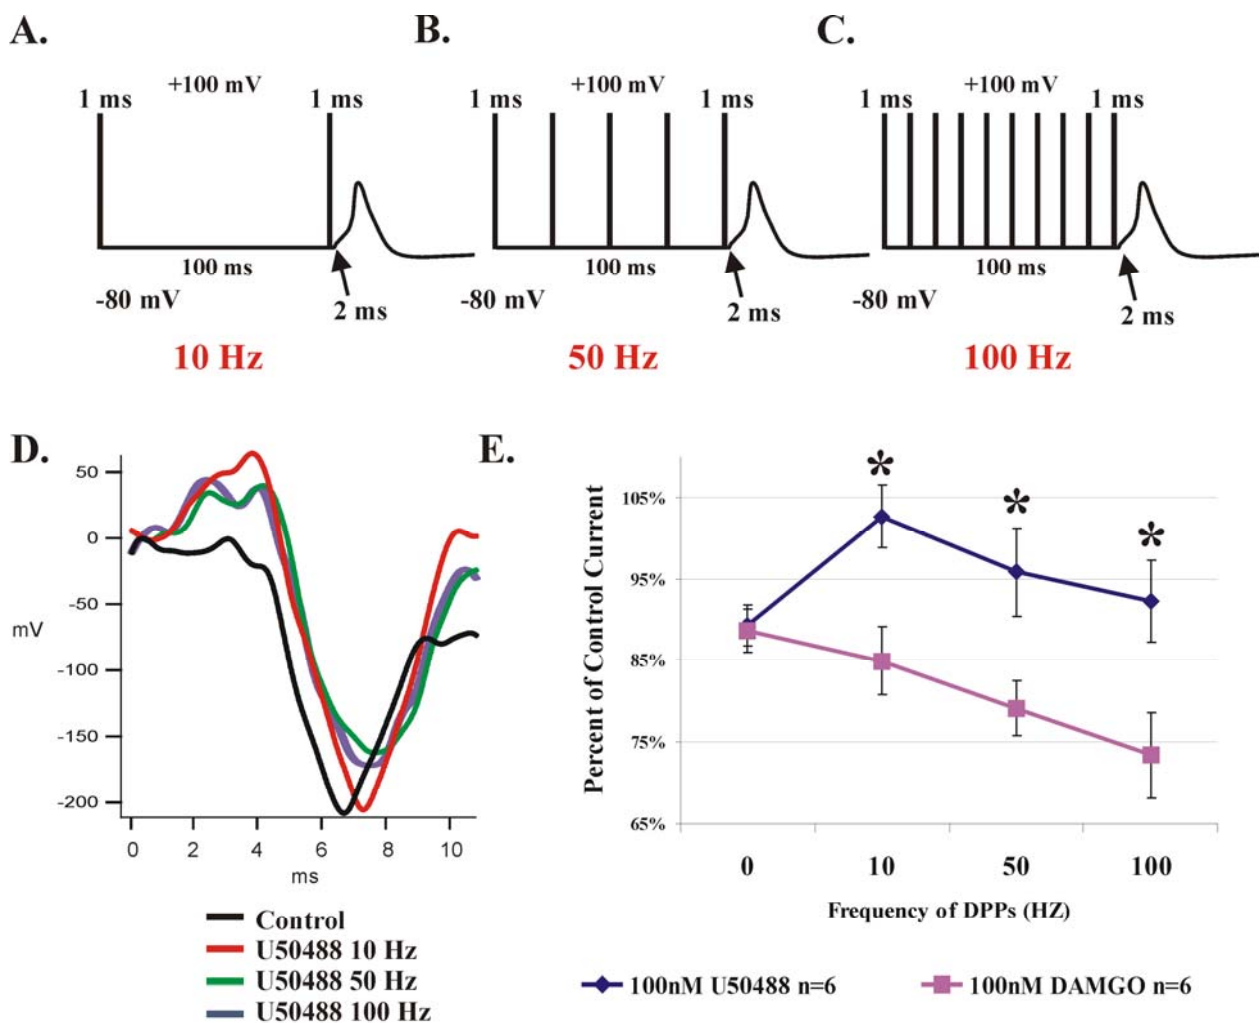 A.
B.
C.
+100 mV
1 ms
1 ms
100 ms
-80 mV
2 ms
10 Hz
+100 mV
1 ms
1 ms
100 ms
-80 mV
2 ms
50 Hz
+100 mV
1 ms
1 ms
100 ms
-80 mV
2 ms
100 Hz
D.
50
0
-50
mV
-100
-150
-200
0 2 4 6 8 10
ms
Control
U50488 10 Hz
U50488 50 Hz
U50488 100 Hz
E.
Percent of Control Current
105%
95%
85%
75%
65%
* * *
0 10 50 100
Frequency of DPPs (HZ)
100nM U50488 n=6
100nM DAMGO n=6